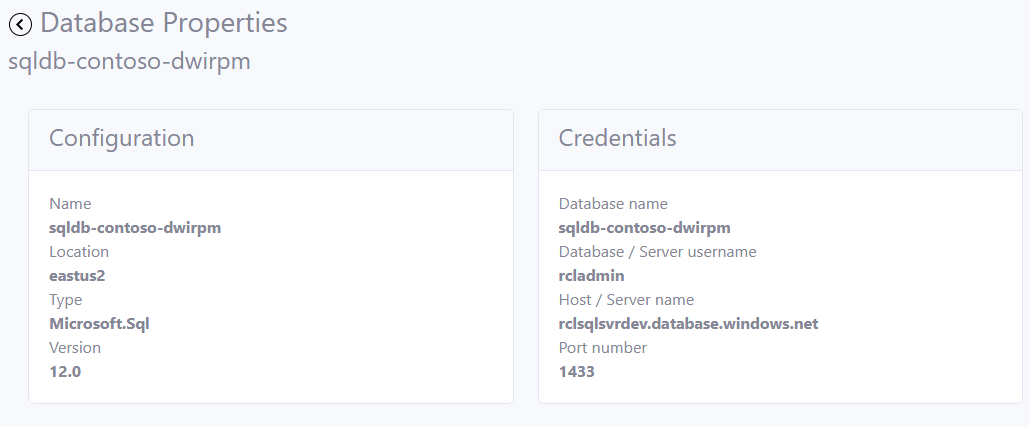 Database Properties
sqldb-contoso-dwirpm
Configuration
Name
sqldb-contoso-dwirpm
Location
eastus2
Type
Microsoft.Sql
Version
12.0
Credentials
Database name
sqldb-contoso-dwirpm
Database / Server username
rcladmin
Host / Server name
rclsqlsvrdev.database.windows.net
Port number
1433